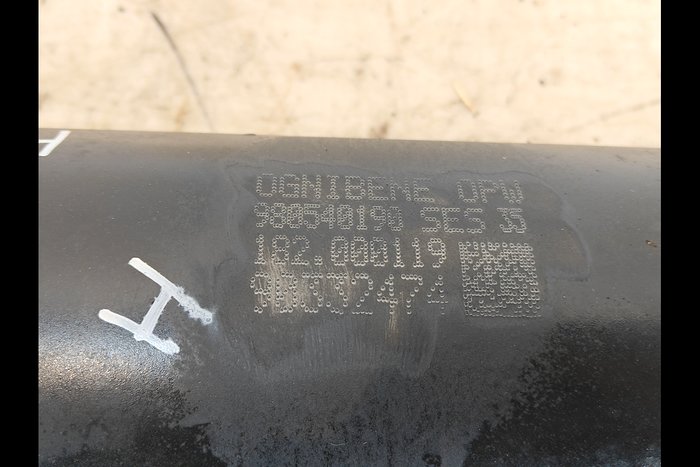 OGNIBENE OPW
980540190 SES 35
182.000119
H